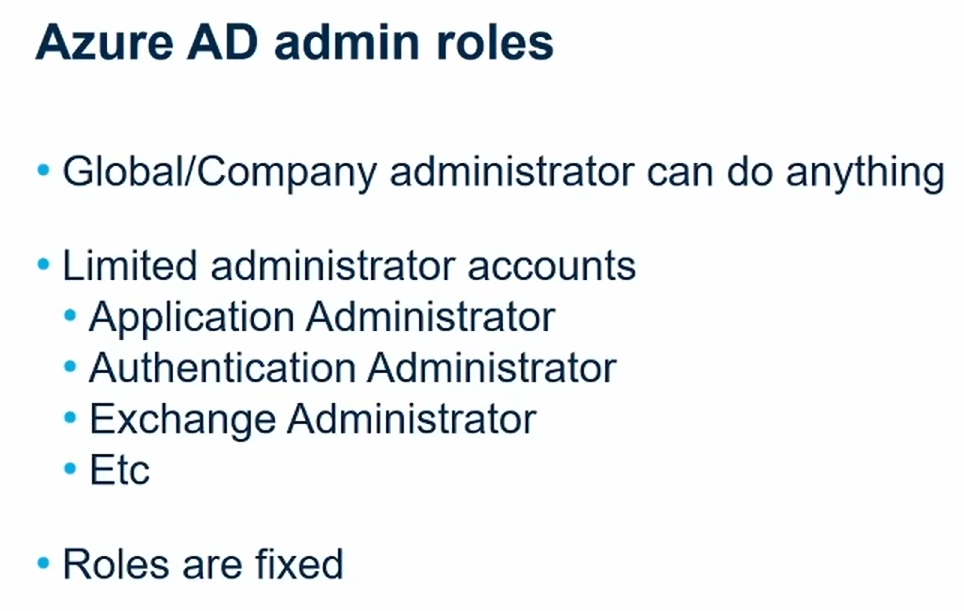 Azure AD admin roles
• Global/Company administrator can do anything
• Limited administrator accounts
• Application Administrator
• Authentication Administrator
• Exchange Administrator
• Etc
• Roles are fixed